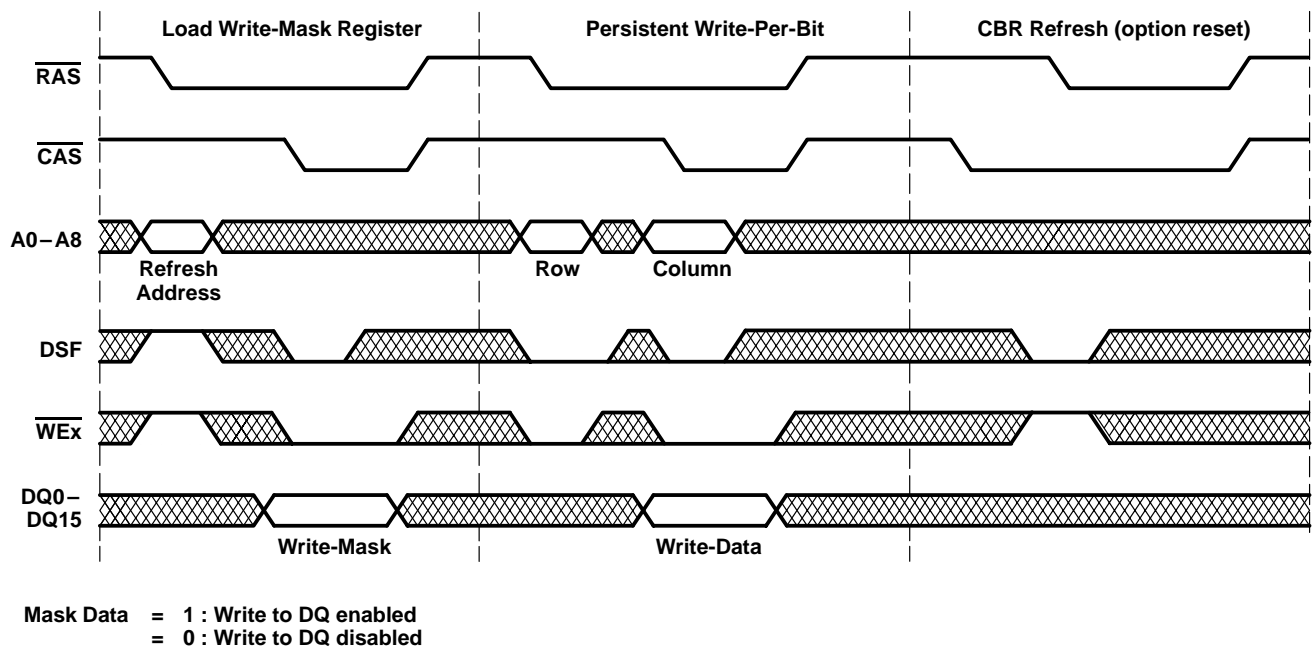 Load Write-Mask Register Persistent Write-Per-Bit CBR Refresh (option reset)
RAS
CAS
A0–A8
Refresh Address Row Column
DSF
WEx
DQ0–
DQ15
Write-Mask Write-Data
Mask Data = 1 : Write to DQ enabled
= 0 : Write to DQ disabled